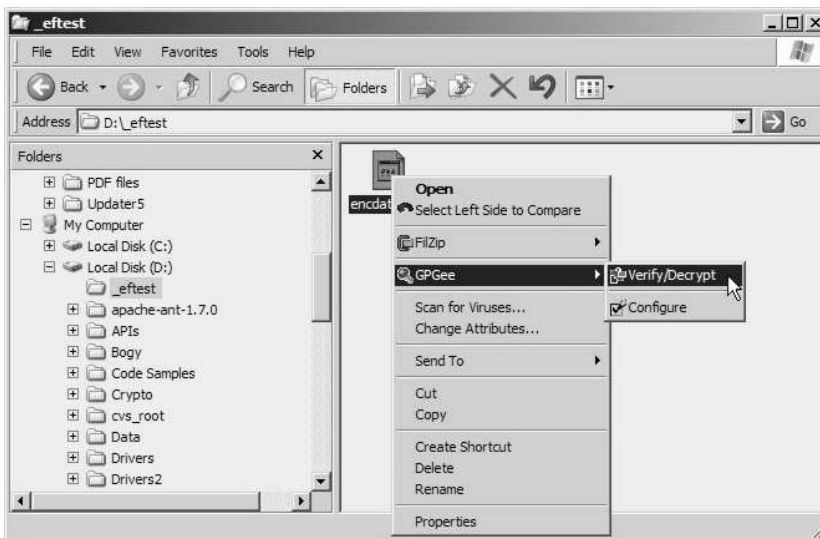 _eftest
File Edit View Favorites Tools Help
Back Search Folders
Address D:\_eftest Go
Folders
PDF files
Updater5
My Computer
Local Disk (C:)
Local Disk (D:)
_eftest
apache-ant-1.7.0
APIs
Bogy
Code Samples
Crypto
cvs_root
Data
Drivers
Drivers2
encdat
Open
Select Left Side to Compare
FilZip
GPGee
Scan for Viruses...
Change Attributes...
Send To
Cut
Copy
Create Shortcut
Delete
Rename
Properties
Verify/Decrypt
Configure